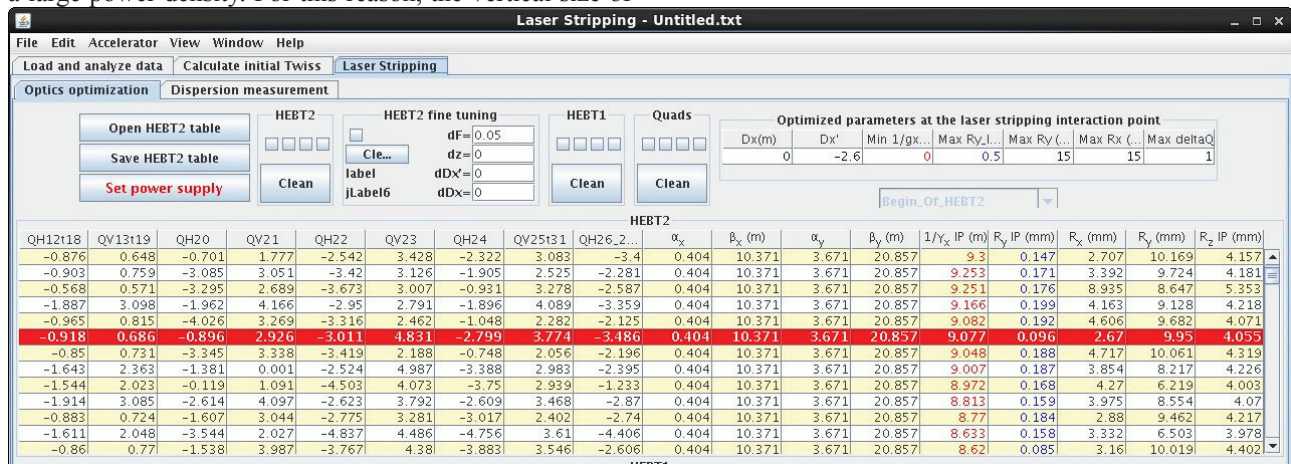 a large power density. For this reason, the vertical size of
Laser Stripping - Untitled.txt
File Edit Accelerator View Window Help
Load and analyze data Calculate initial Twiss Laser Stripping
Optics optimization Dispersion measurement
HEBT2 HEBT2 fine tuning HEBT1 Quads Optimized parameters at the laser stripping interaction point
Open HEBT2 table dF= 0.05 Dx(m) Dx' Min 1/gx... Max Ry_I... Max Ry (... Max Rx (... Max deltaQ
Save HEBT2 table Cle... dz= 0 0 -2.6 0 0.5 15 15 1
Set power supply Clean label dDx'= 0 Clean Clean
jLabel6 dDx= 0 Begin_Of_HEBT2
HEBT2
QH12t18 QV13t19 QH20 QV21 QH22 QV23 QH24 QV25t31 QH26_2... αx βx (m) αy βy (m) 1/γx IP (m) Ry IP (mm) Rx (mm) Ry (mm) Rz IP (mm)
-0.876 0.648 -0.701 1.777 -2.542 3.428 -2.322 3.083 -3.4 0.404 10.371 3.671 20.857 9.3 0.147 2.707 10.169 4.157
-0.903 0.759 -3.085 3.051 -3.42 3.126 -1.905 2.525 -2.281 0.404 10.371 3.671 20.857 9.253 0.171 3.392 9.724 4.181
-0.568 0.571 -3.295 2.689 -3.673 3.007 -0.931 3.278 -2.587 0.404 10.371 3.671 20.857 9.251 0.176 8.935 8.647 5.353
-1.887 3.098 -1.962 4.166 -2.95 2.791 -1.896 4.089 -3.359 0.404 10.371 3.671 20.857 9.166 0.199 4.163 9.128 4.218
-0.965 0.815 -4.026 3.269 -3.316 2.462 -1.048 2.282 -2.125 0.404 10.371 3.671 20.857 9.082 0.192 4.606 9.682 4.071
-0.918 0.686 -0.896 2.926 -3.011 4.831 -2.799 3.774 -3.486 0.404 10.371 3.671 20.857 9.077 0.096 2.67 9.95 4.055
-0.85 0.731 -3.345 3.338 -3.419 2.188 -0.748 2.056 -2.196 0.404 10.371 3.671 20.857 9.048 0.188 4.717 10.061 4.319
-1.643 2.363 -1.381 0.001 -2.524 4.987 -3.388 2.983 -2.395 0.404 10.371 3.671 20.857 9.007 0.187 3.854 8.217 4.226
-1.544 2.023 -0.119 1.091 -4.503 4.073 -3.75 2.939 -1.233 0.404 10.371 3.671 20.857 8.972 0.168 4.27 6.219 4.003
-1.914 3.085 -2.614 4.097 -2.623 3.792 -2.609 3.468 -2.87 0.404 10.371 3.671 20.857 8.813 0.159 3.975 8.554 4.07
-0.883 0.724 -1.607 3.044 -2.775 3.281 -3.017 2.402 -2.74 0.404 10.371 3.671 20.857 8.77 0.184 2.88 9.462 4.217
-1.611 2.048 -3.544 2.027 -4.837 4.486 -4.756 3.61 -4.406 0.404 10.371 3.671 20.857 8.633 0.158 3.332 6.503 3.978
-0.86 0.77 -1.538 3.987 -3.767 4.38 -3.883 3.546 -2.606 0.404 10.371 3.671 20.857 8.62 0.085 3.16 10.019 4.402